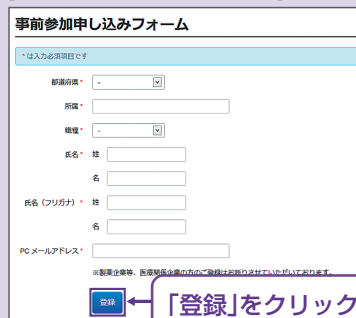 事前参加申し込みフォーム
*は入力必須項目です
都道府県* -
所属*
職種* -
氏名* 姓
名
氏名（フリガナ）* 姓
名
PC メールアドレス*
※製薬企業等、医療関係企業の方のご登録はお断りさせていただいております。
登録
「登録」をクリック